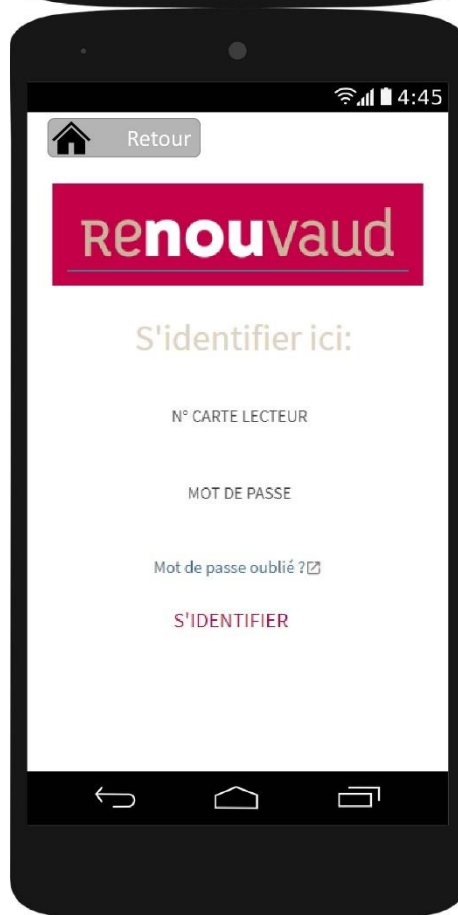 4:45
Retour
Renouvaud
S'identifier ici:
N° CARTE LECTEUR
MOT DE PASSE
Mot de passe oublié ?
S'IDENTIFIER